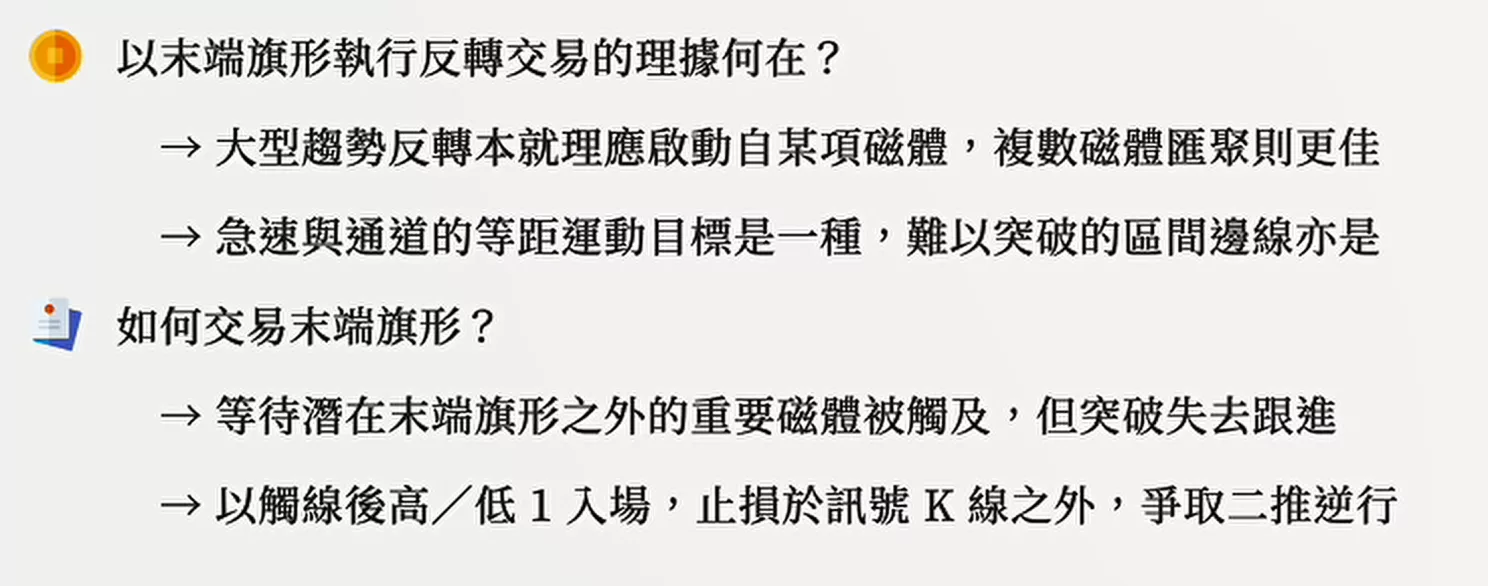 以末端旗形執行反轉交易的理據何在？
→ 大型趨勢反轉本就理應啟動自某項磁體，複數磁體匯聚則更佳
→ 急速與通道的等距運動目標是一種，難以突破的區間邊線亦是
如何交易末端旗形？
→ 等待潛在末端旗形之外的重要磁體被觸及，但突破失去跟進
→ 以觸線後高／低 1 入場，止損於訊號 K 線之外，爭取二推逆行